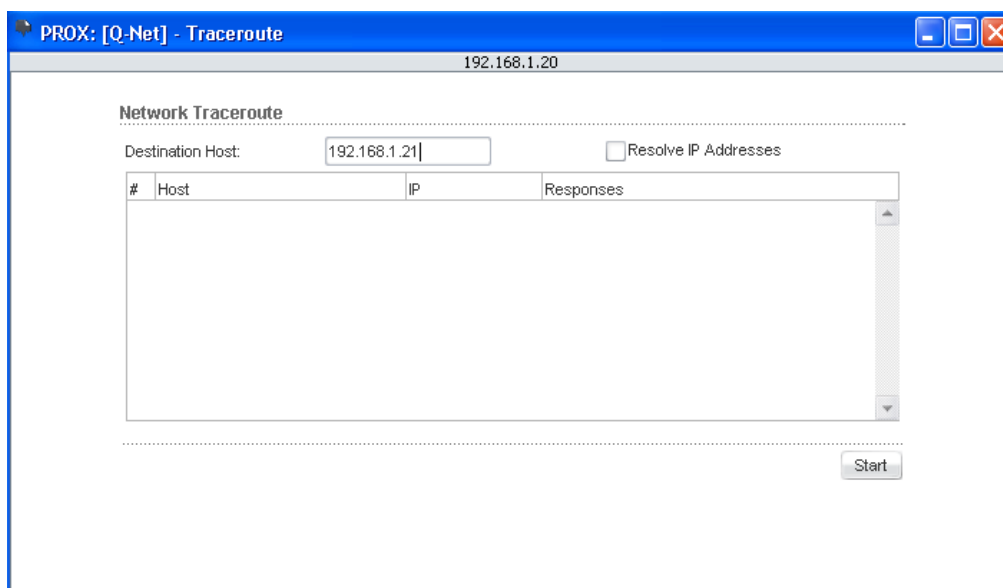 PROX: [Q-Net] - Traceroute
192.168.1.20
Network Traceroute
Destination Host: 192.168.1.21 Resolve IP Addresses
# Host IP Responses
Start